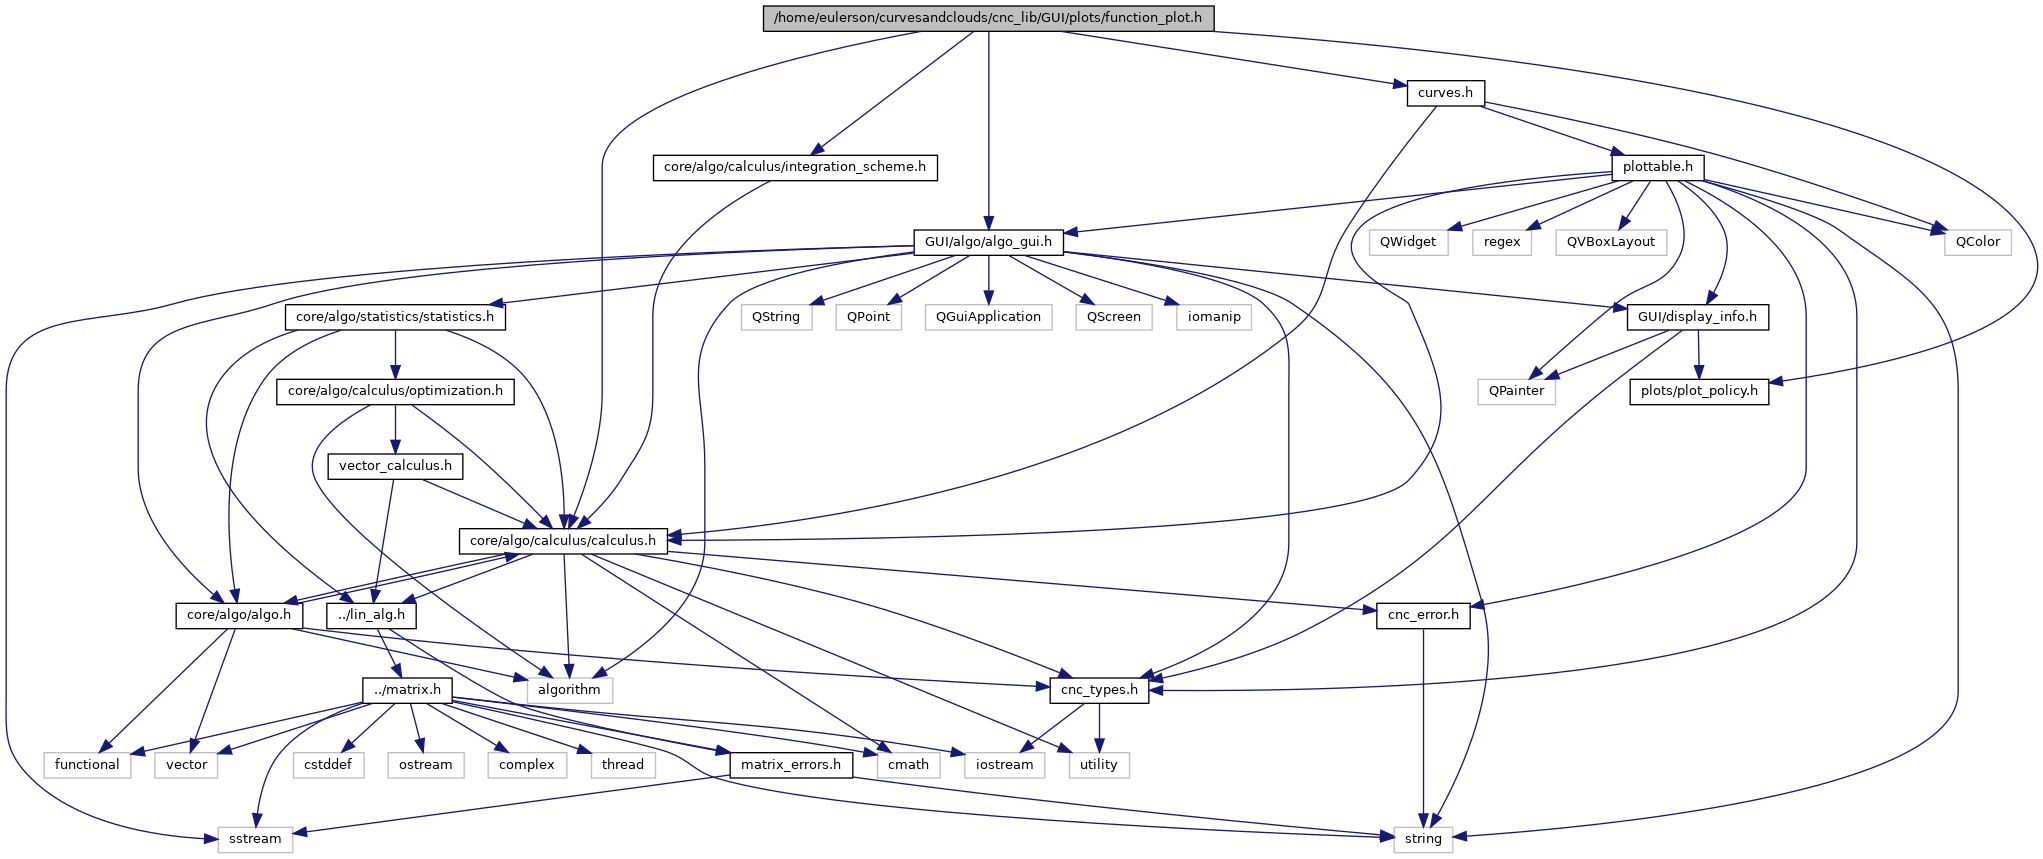 /home/eulerson/curvesandclouds/cnc_lib/GUI/plots/function_plot.h
curves.h
core/algo/calculus/integration_scheme.h
plottable.h
GUI/algo/algo_gui.h
QWidget
regex
QVBoxLayout
QColor
core/algo/statistics/statistics.h
QString
QPoint
QGuiApplication
QScreen
iomanip
GUI/display_info.h
core/algo/calculus/optimization.h
QPainter
plots/plot_policy.h
vector_calculus.h
core/algo/calculus/calculus.h
core/algo/algo.h
../lin_alg.h
cnc_error.h
../matrix.h
algorithm
cnc_types.h
functional
vector
cstddef
ostream
complex
thread
matrix_errors.h
cmath
iostream
utility
sstream
string